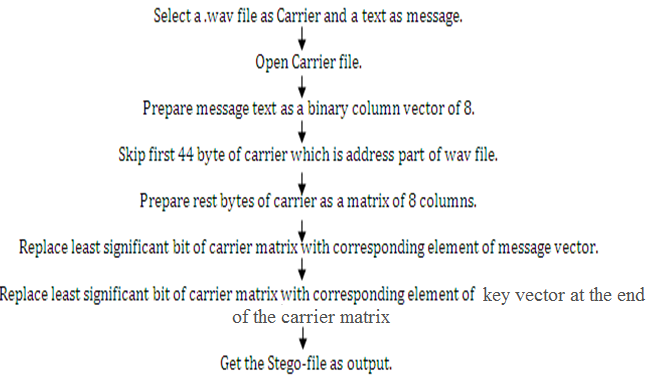 Select a .wav file as Carrier and a text as message.
Open Carrier file.
Prepare message text as a binary column vector of 8.
Skip first 44 byte of carrier which is address part of wav file.
Prepare rest bytes of carrier as a matrix of 8 columns.
Replace least significant bit of carrier matrix with corresponding element of message vector.
Replace least significant bit of carrier matrix with corresponding element of key vector at the end
of the carrier matrix
Get the Stego-file as output.